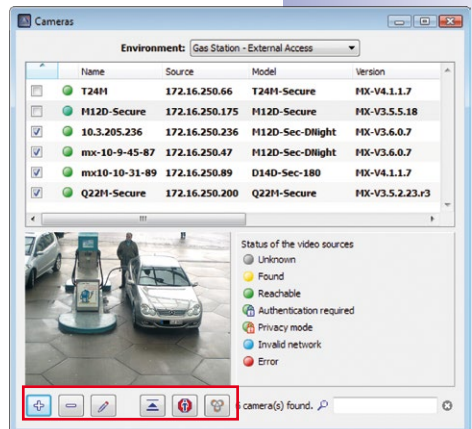 Cameras
Environment: Gas Station - External Access
Name Source Model Version
T24M 172.16.250.66 T24M-Secure MX-V4.1.1.7
M12D-Secure 172.16.250.175 M12D-Secure MX-V3.5.5.18
10.3.205.236 172.16.250.236 M12D-Sec-DNight MX-V3.6.0.7
mx-10-9-45-87 172.16.250.47 M12D-Sec-DNight MX-V3.6.0.7
mx10-10-31-89 172.16.250.89 D14D-Sec-180 MX-V4.1.1.7
Q22M-Secure 172.16.250.200 Q22M-Secure MX-V3.5.2.23.r3
Status of the video sources
Unknown
Found
Reachable
Authentication required
Privacy mode
Invalid network
Error
6 camera(s) found.